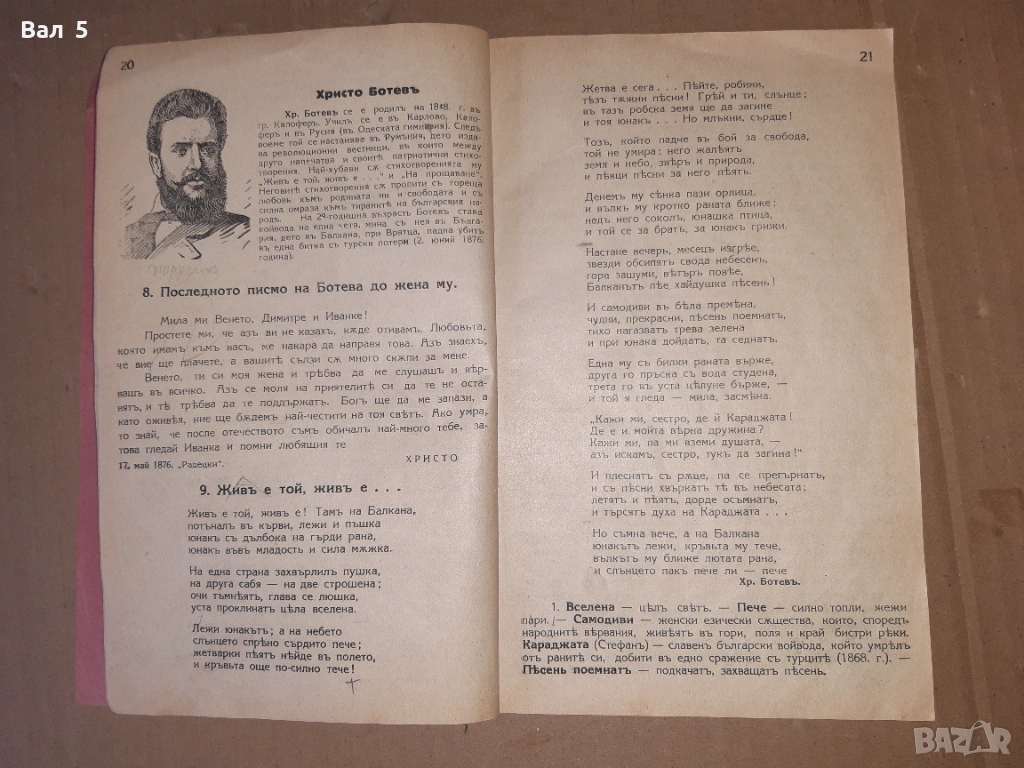 Вал 5
20
Христо Ботевъ
Хр. Ботевъ се е родилъ на 1848. г. въ
гр. Калоферъ. Училъ се е въ Карлово, Кало-
феръ и въ Русия (въ Одеската гимназия). Следъ
овоеме той се настанява въ Румъния, дето изда-
ва революционни вестници, въ които между
друго напечатва и своитѣ патриотични стихо-
творения. Най-хубави сѫ стихотворенията му
„Живъ е той, живъ е . . .“ и „На прощаване“.
Неговитѣ стихотворения сѫ пропити съ гореща
любовь къмъ родината ни и свободата и съ
силна омраза къмъ тиранитѣ на българския на-
родъ. На 29-годишна възрасть Ботевъ става
войвода на една чета, мина съ нея въ Бълга-
рия, дето въ Балкана, при Вратца, падна убитъ
въ една битка съ турски потери (2. юний 1876.
година).
8. Последното писмо на Ботева до жена му.
Мила ми Венето, Димитре и Иванке!
Простете ми, че азъ ви не казахъ, кѫде отивамъ. Любовьта,
която имамъ къмъ васъ, ме накара да направя това. Азъ знаехъ,
че вие ще плачете, а вашитѣ сълзи сѫ много скѫпи за мене.
Венето, ти си моя жена и трѣбва да ме слушашъ и вѣр-
вашъ въ всичко. Азъ се моля на приятелитѣ си да те не оста-
вятъ, и тѣ трѣбва да те поддържатъ. Богъ ще да ме запази, а
като оживѣя, ние ще бѫдемъ най-чести на тоя свѣтъ. Ако умра,
то знай, че после отечеството съмъ обичалъ най-много тебе, за-
това гледай Иванка и помни любящия те
17. май 1876. „Радецки“. ХРИСТО
9. Живъ е той, живъ е . . .
Живъ е той, живъ е! Тамъ на Балкана,
потъналъ въ кърви, лежи и пъшка
юнакъ съ дълбока на гърди рана,
юнакъ въвъ младость и сила мѫжка.
На една страна захвърлилъ пушка,
на друга сабя — на две строшена;
очи тъмнѣятъ, глава се люшка,
уста проклинатъ цѣла вселена.
Лежи юнакътъ; а на небето
слънцето спрѣно сърдито пече;
жетварки пѣятъ нѣйде въ полето,
и кръвьта още по-силно тече!
21
Жетва е сега . . . Пѣйте, робини,
тѣзъ тѫжни пѣсни! Грѣй и ти, слънце;
въ тазъ робска земя ще да загине
и тоя юнакъ . . . Но млъкни, сърдце!
Тозъ, който падне въ бой за свобода,
той не умира: него жалѣятъ
земя и небо, звѣръ и природа,
и пѣвци пѣсни за него пѣятъ.
Денемъ му сѣнка пази орлица,
и вълкъ му кротко раната ближе;
надъ него соколъ, юнашка птица,
и той се за братъ, за юнакъ грижи.
Настане вечерь, месецъ изгрѣе,
звезди обсипятъ свода небесенъ,
гора зашуми, вѣтъръ повѣе,
Балканътъ пѣе хайдушка пѣсень!
И самодиви въ бѣла премѣна,
чудни, прекрасни, пѣсень поематъ,
тихо нагазватъ трева зелена
и при юнака дойдатъ, та седнатъ.
Една му съ билки раната върже,
друга го пръска съ вода студена,
трета го въ уста цѣлуне бърже, —
и той я гледа — мила, засмѣна.
„Кажи ми, сестро, де й Караджата!
Де е и мойта вѣрна дружина?
Кажи ми, па ми вземи душата, —
азъ искамъ, сестро, тукъ да загина!“
И плеснатъ съ рѫце, па се прегърнатъ,
и съ пѣсни хвъркатъ тѣ въ небесата;
летятъ и пѣятъ, дорде осъмнатъ,
и търсятъ духа на Караджата . . .
Но съмна вече, а на Балкана
юнакътъ лежи, кръвьта му тече,
вълкътъ му ближе лютата рана,
и слънцето пакъ пече ли — пече
Хр. Ботевъ.
1. Вселена — цѣлъ свѣтъ. — Пече — силно топли, жежи
пари. — Самодиви — женски езически сѫщества, които, споредъ
народнитѣ вѣрвания, живѣятъ въ гори, поля и край бистри рѣки.
Караджата (Стефанъ) — славенъ български войвода, който умрѣлъ
отъ ранитѣ си, добити въ едно сражение съ турцитѣ (1868. г.). —
Пѣсень поематъ — подкачатъ, захващатъ пѣсень.
BAZAR